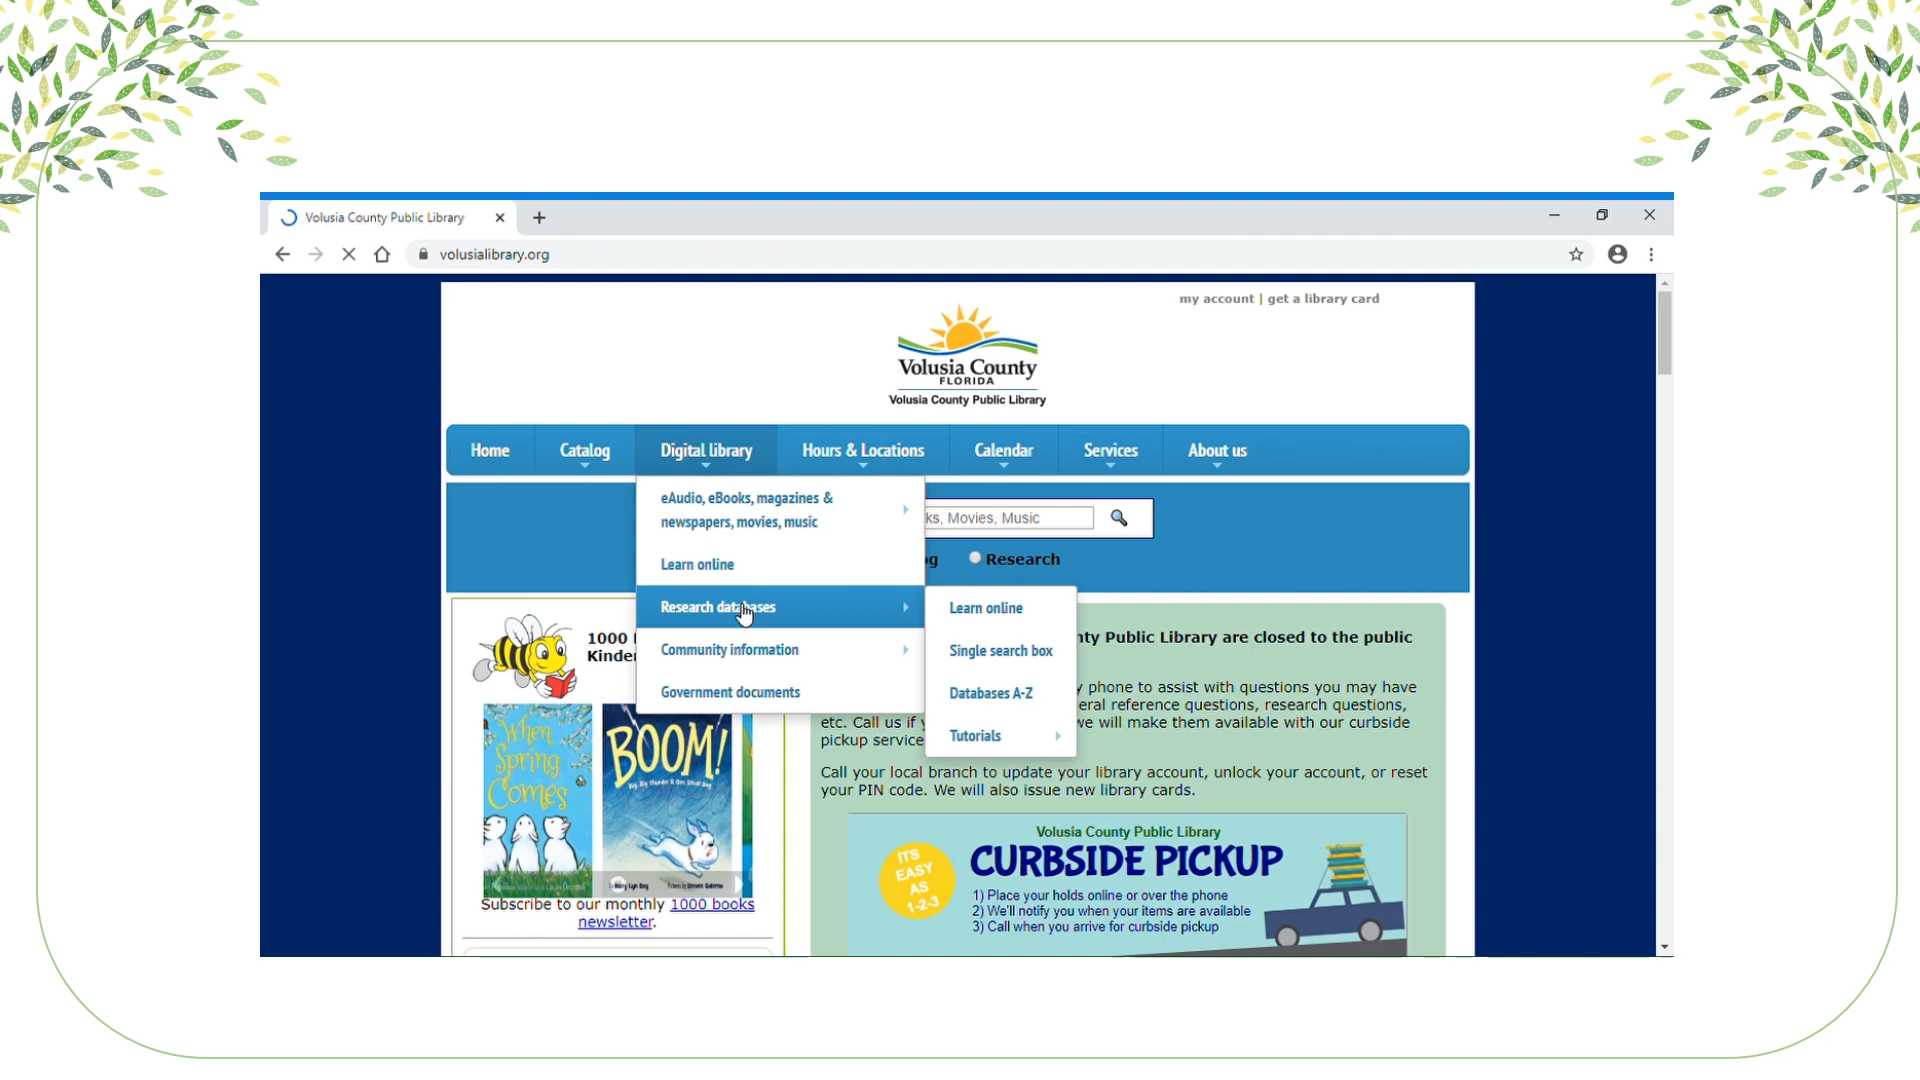 Volusia County Public Library
volusialibrary.org
my account | get a library card
Volusia County
FLORIDA
Volusia County Public Library
Home
Catalog
Digital library
Hours & Locations
Calendar
Services
About us
eAudio, eBooks, magazines &
newspapers, movies, music
Learn online
Research databases
Community information
Government documents
Learn online
Single search box
Databases A-Z
Tutorials
Movies, Music
Research
1000
Public Library are closed to the public
phone to assist with questions you may have
reference questions, research questions,
etc. Call us if we will make them available with our curbside
pickup service
Call your local branch to update your library account, unlock your account, or reset
your PIN code. We will also issue new library cards.
When
Spring
Comes
BOOM!
Subscribe to our monthly 1000 books
newsletter.
Volusia County Public Library
CURBSIDE PICKUP
ITS
EASY
AS
1-2-3
1) Place your holds online or over the phone
2) We'll notify you when your items are available
3) Call when you arrive for curbside pickup